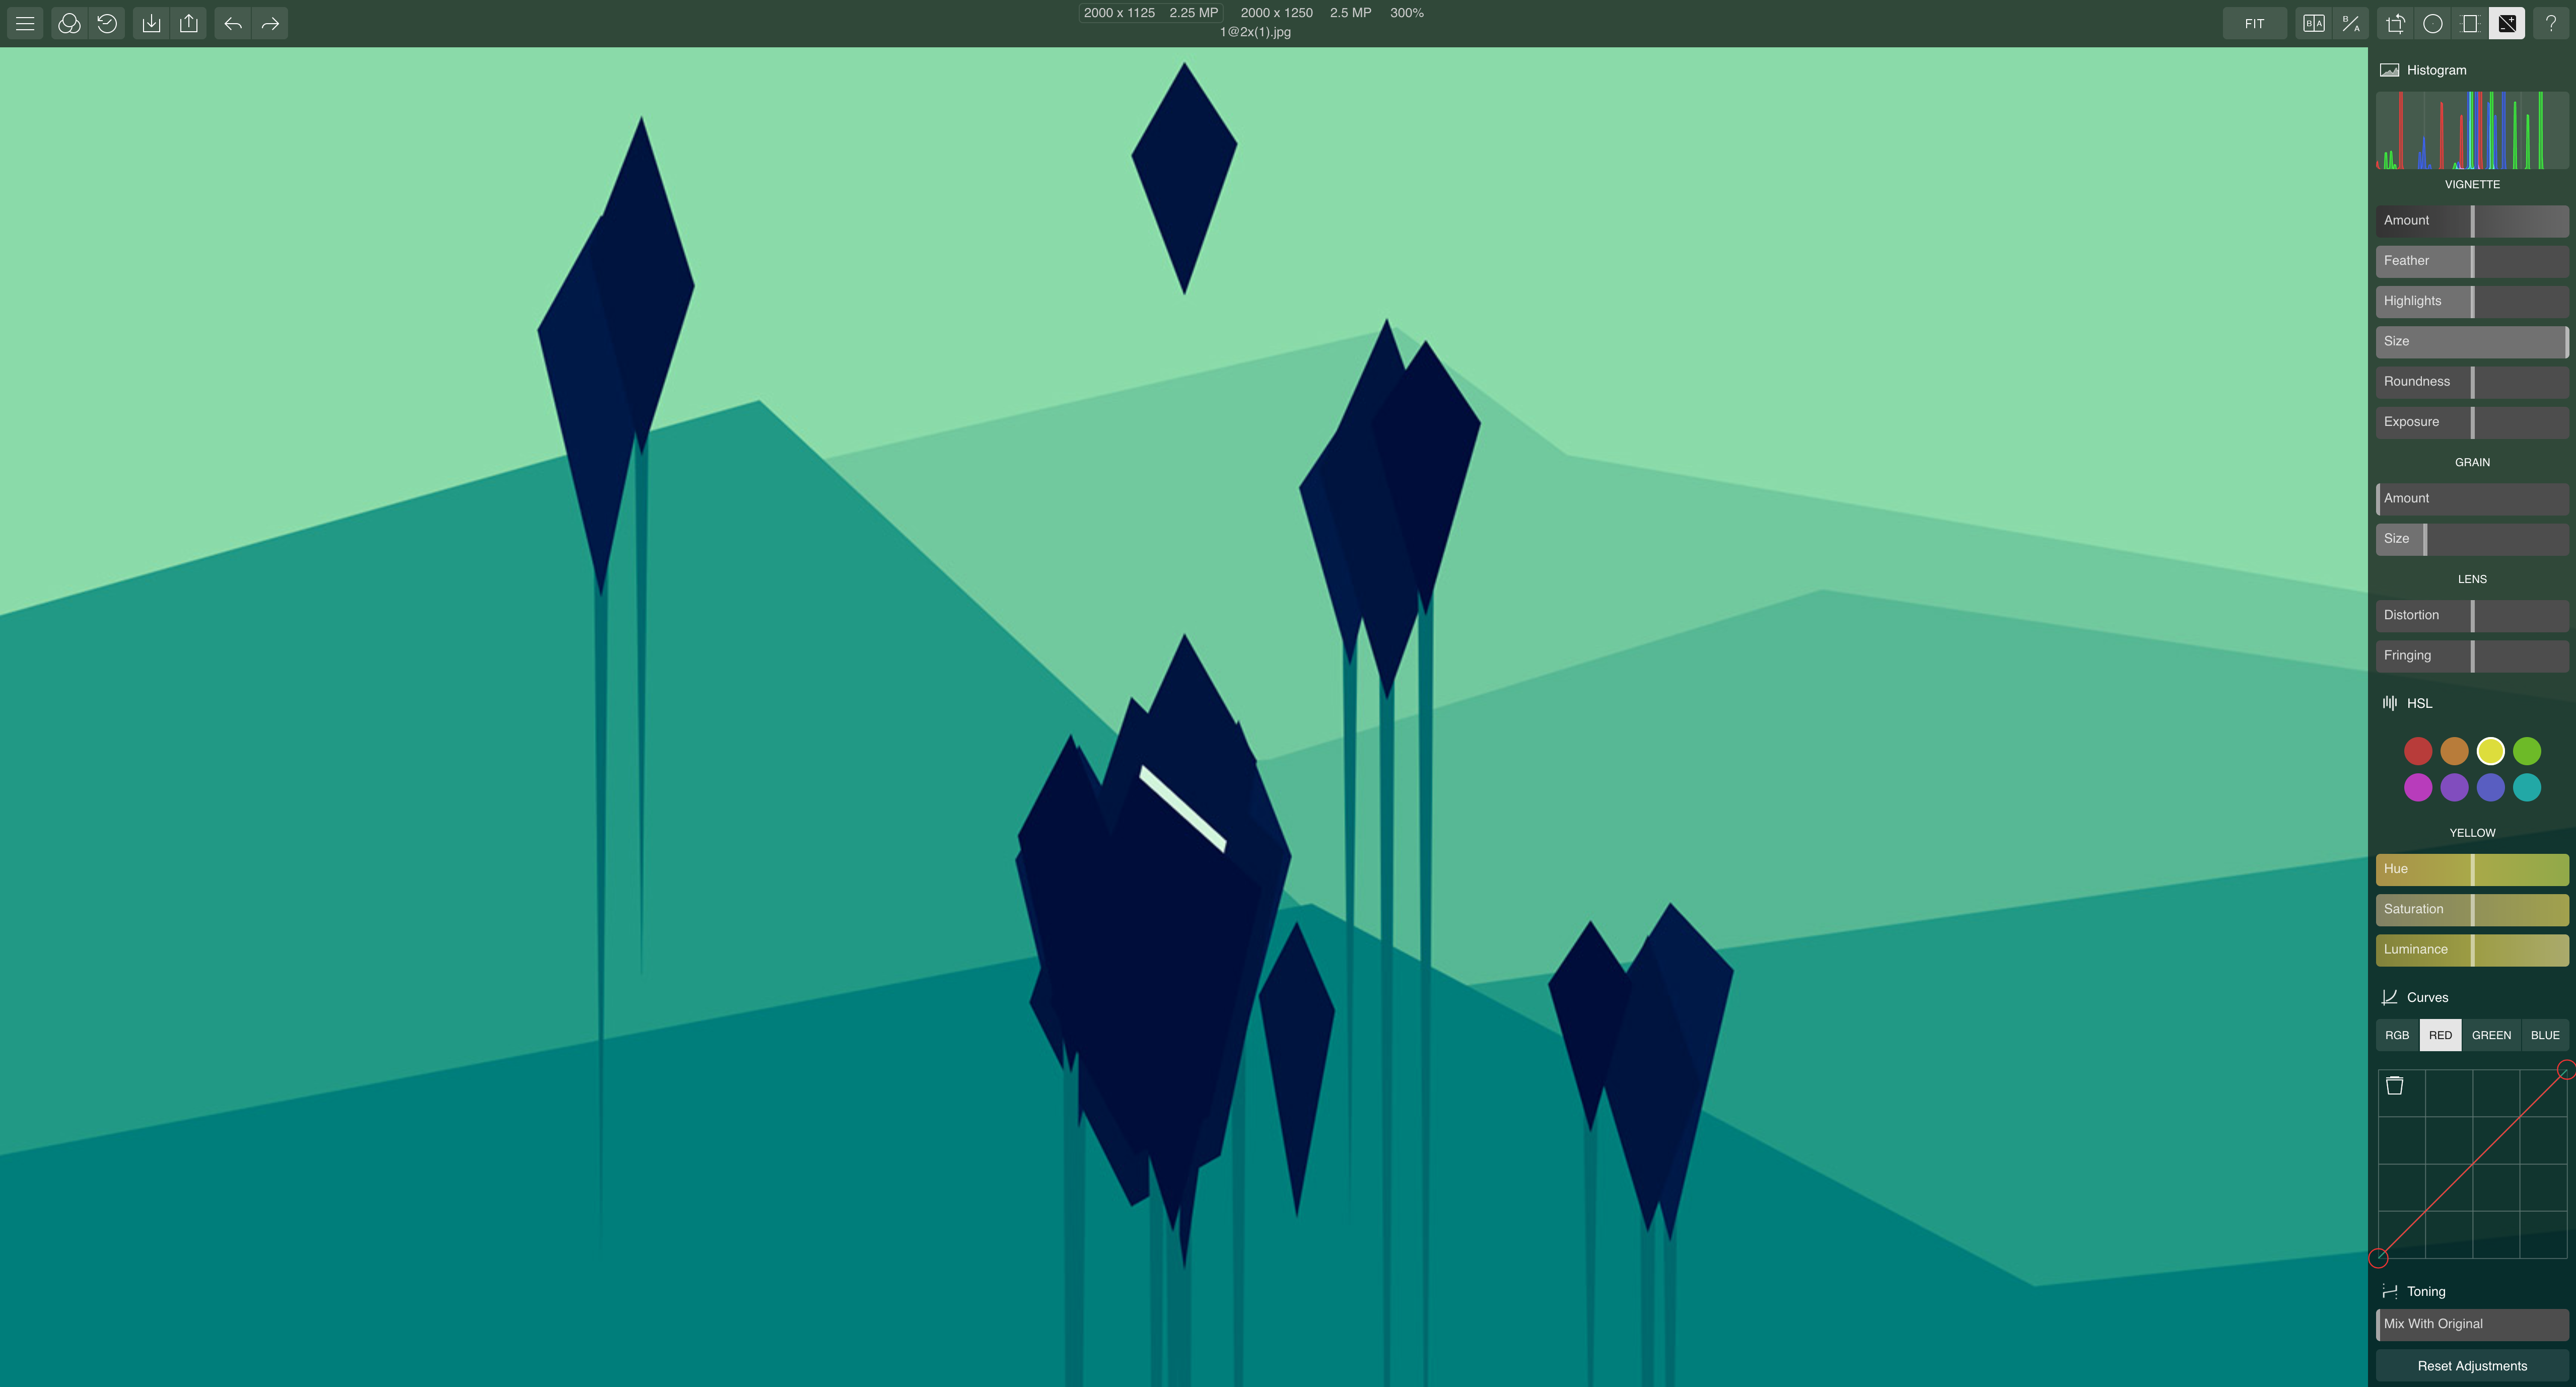 2000 x 1125 2.25 MP 2000 x 1250 2.5 MP 300%
1@2x(1).jpg
FIT
B A
B/A
?
Histogram
VIGNETTE
Amount
Feather
Highlights
Size
Roundness
Exposure
GRAIN
Amount
Size
LENS
Distortion
Fringing
HSL
YELLOW
Hue
Saturation
Luminance
Curves
RGB RED GREEN BLUE
Toning
Mix With Original
Reset Adjustments